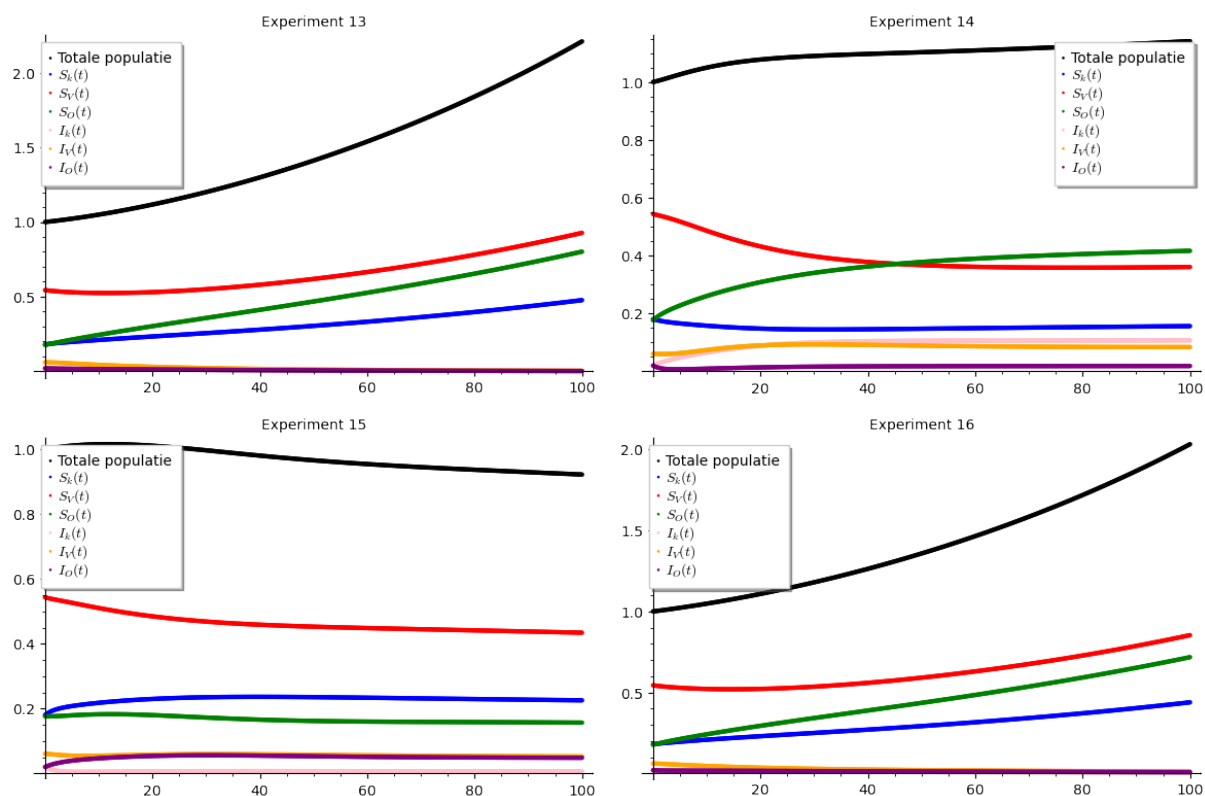 Experiment 13
Totale populatie
S_k(t)
S_V(t)
S_O(t)
I_k(t)
I_V(t)
I_O(t)
2.0
1.5
1.0
0.5
20 40 60 80 100
Experiment 14
Totale populatie
S_k(t)
S_V(t)
S_O(t)
I_k(t)
I_V(t)
I_O(t)
1.0
0.8
0.6
0.4
0.2
20 40 60 80 100
Experiment 15
Totale populatie
S_k(t)
S_V(t)
S_O(t)
I_k(t)
I_V(t)
I_O(t)
1.0
0.6
0.4
0.2
20 40 60 80 100
Experiment 16
Totale populatie
S_k(t)
S_V(t)
S_O(t)
I_k(t)
I_V(t)
I_O(t)
2.0
1.5
1.0
0.5
20 40 60 80 100